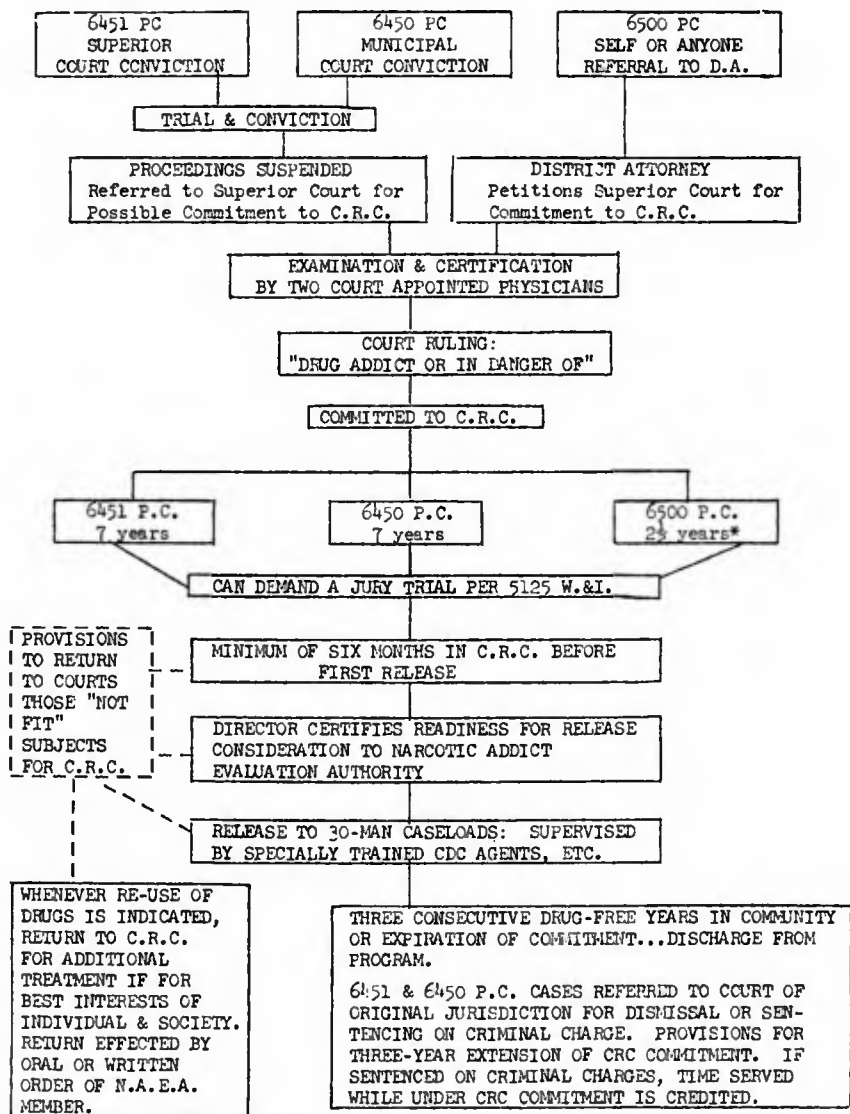 6451 PC
SUPERIOR
COURT CONVICTION
6450 PC
MUNICIPAL
COURT CONVICTION
6500 PC
SELF OR ANYONE
REFERRAL TO D.A.
TRIAL & CONVICTION
PROCEEDINGS SUSPENDED
Referred to Superior Court for
Possible Commitment to C.R.C.
DISTRICT ATTORNEY
Petitions Superior Court for
Commitment to C.R.C.
EXAMINATION & CERTIFICATION
BY TWO COURT APPOINTED PHYSICIANS
COURT RULING:
"DRUG ADDICT OR IN DANGER OF"
COMMITTED TO C.R.C.
6451 P.C.
7 years
6450 P.C.
7 years
6500 P.C.
2½ years*
CAN DEMAND A JURY TRIAL PER 5125 W.&I.
PROVISIONS
TO RETURN
TO COURTS
THOSE "NOT
FIT"
SUBJECTS
FOR C.R.C.
MINIMUM OF SIX MONTHS IN C.R.C. BEFORE
FIRST RELEASE
DIRECTOR CERTIFIES READINESS FOR RELEASE
CONSIDERATION TO NARCOTIC ADDICT
EVALUATION AUTHORITY
RELEASE TO 30-MAN CASELOADS: SUPERVISED
BY SPECIALLY TRAINED CDC AGENTS, ETC.
WHENEVER RE-USE OF
DRUGS IS INDICATED,
RETURN TO C.R.C.
FOR ADDITIONAL
TREATMENT IF FOR
BEST INTERESTS OF
INDIVIDUAL & SOCIETY.
RETURN EFFECTED BY
ORAL OR WRITTEN
ORDER OF N.A.E.A.
MEMBER.
THREE CONSECUTIVE DRUG-FREE YEARS IN COMMUNITY
OR EXPIRATION OF COMMITMENT...DISCHARGE FROM
PROGRAM.
6451 & 6450 P.C. CASES REFERRED TO COURT OF
ORIGINAL JURISDICTION FOR DISMISSAL OR SEN-
TENCING ON CRIMINAL CHARGE. PROVISIONS FOR
THREE-YEAR EXTENSION OF CRC COMMITMENT. IF
SENTENCED ON CRIMINAL CHARGES, TIME SERVED
WHILE UNDER CRC COMMITMENT IS CREDITED.